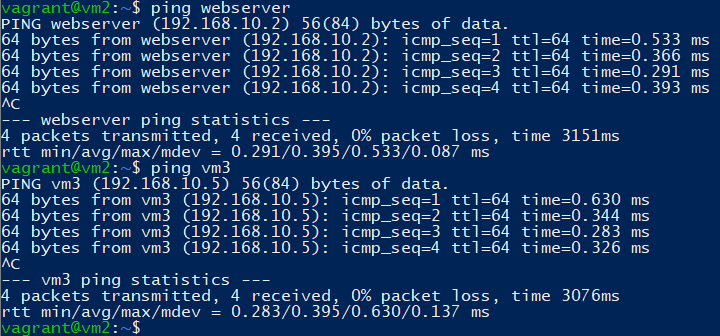 vagrant@vm2:~$ ping webserver
PING webserver (192.168.10.2) 56(84) bytes of data.
64 bytes from webserver (192.168.10.2): icmp_seq=1 ttl=64 time=0.533 ms
64 bytes from webserver (192.168.10.2): icmp_seq=2 ttl=64 time=0.366 ms
64 bytes from webserver (192.168.10.2): icmp_seq=3 ttl=64 time=0.291 ms
64 bytes from webserver (192.168.10.2): icmp_seq=4 ttl=64 time=0.393 ms
^C
--- webserver ping statistics ---
4 packets transmitted, 4 received, 0% packet loss, time 3151ms
rtt min/avg/max/mdev = 0.291/0.395/0.533/0.087 ms
vagrant@vm2:~$ ping vm3
PING vm3 (192.168.10.5) 56(84) bytes of data.
64 bytes from vm3 (192.168.10.5): icmp_seq=1 ttl=64 time=0.630 ms
64 bytes from vm3 (192.168.10.5): icmp_seq=2 ttl=64 time=0.344 ms
64 bytes from vm3 (192.168.10.5): icmp_seq=3 ttl=64 time=0.283 ms
64 bytes from vm3 (192.168.10.5): icmp_seq=4 ttl=64 time=0.326 ms
^C
--- vm3 ping statistics ---
4 packets transmitted, 4 received, 0% packet loss, time 3076ms
rtt min/avg/max/mdev = 0.283/0.395/0.630/0.137 ms
vagrant@vm2:~$